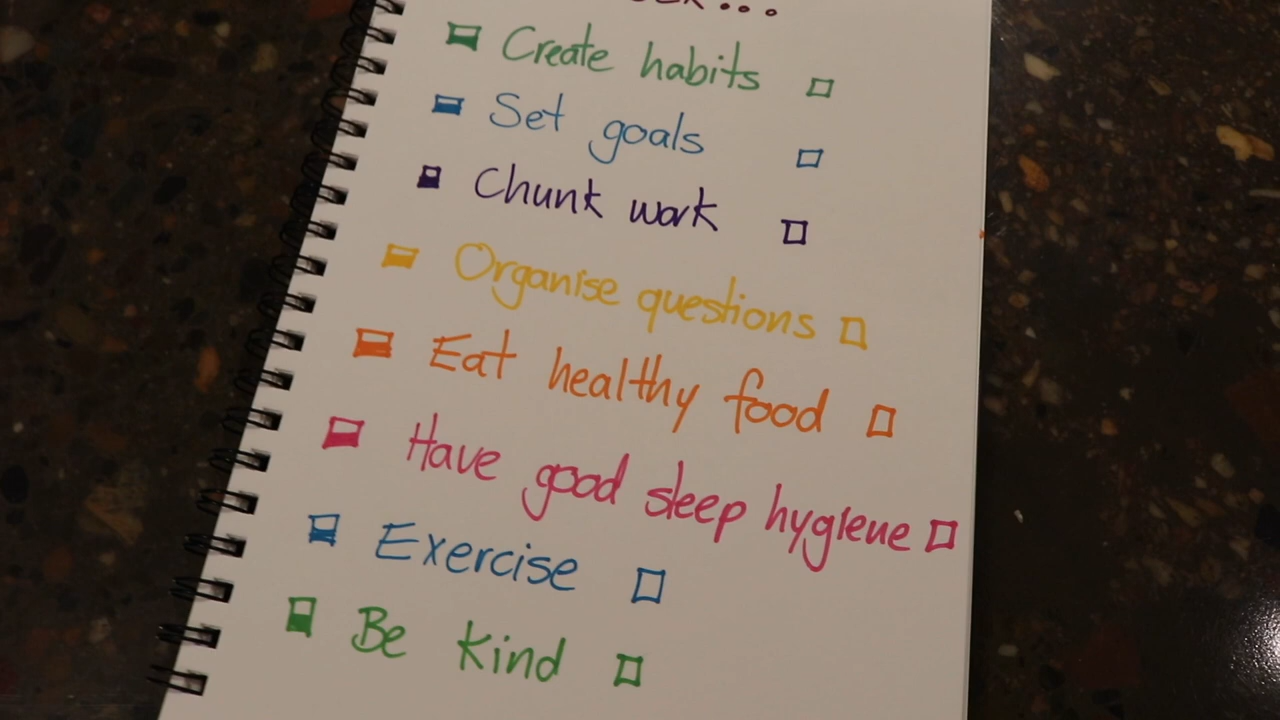 Create habits
Set goals
Chunk work
Organise questions
Eat healthy food
Have good sleep hygiene
Exercise
Be kind